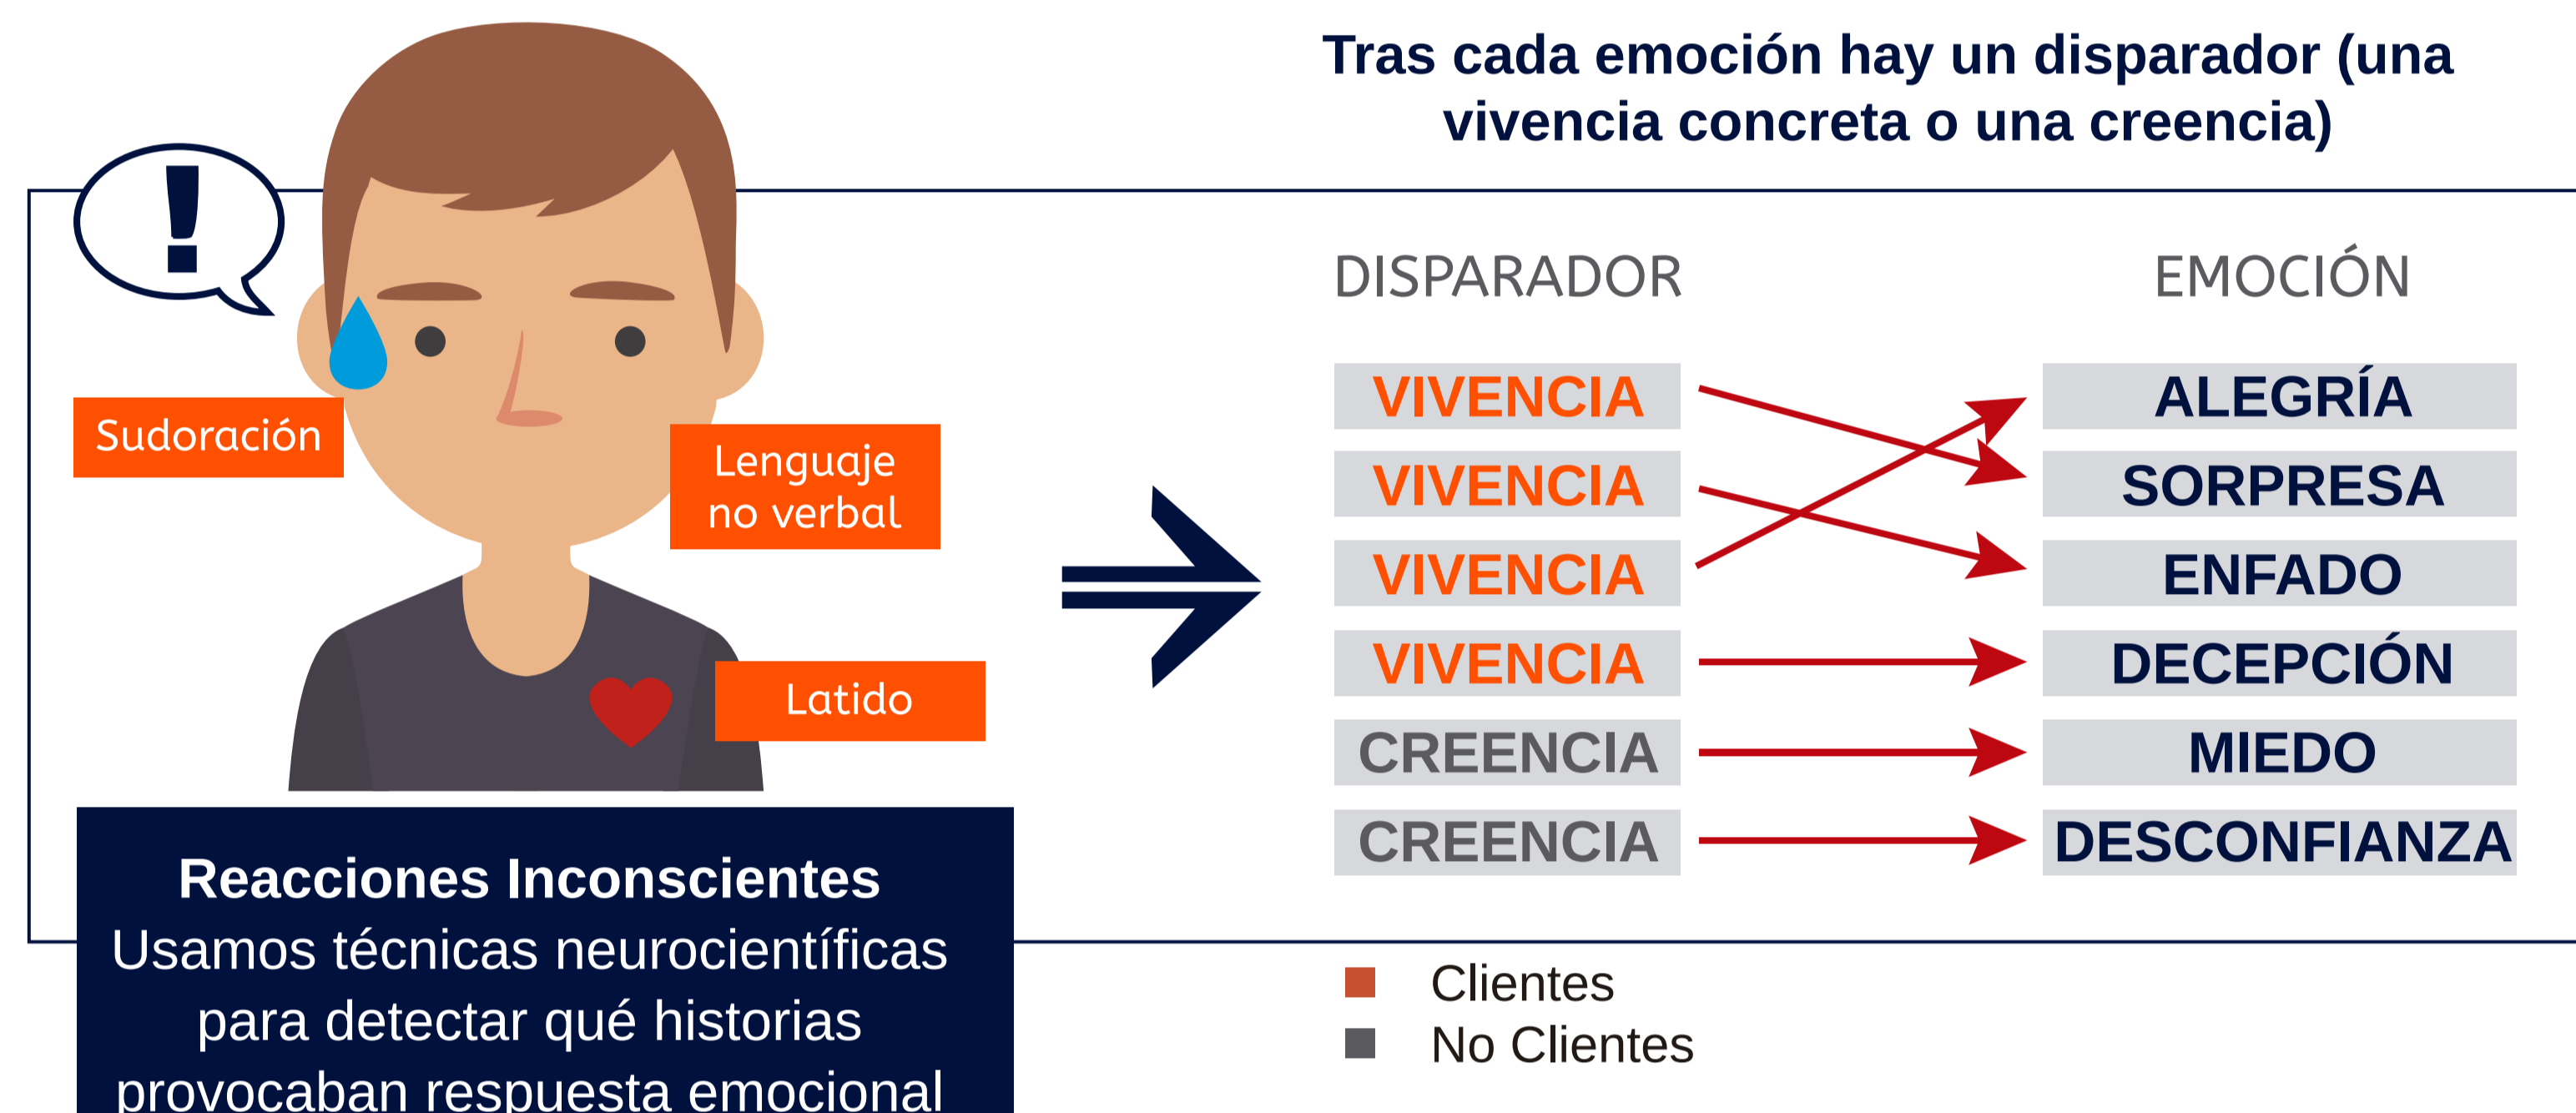 Tras cada emoción hay un disparador (una
vivencia concreta o una creencia)
!
Sudoración
Lenguaje
no verbal
Latido
Reacciones Inconscientes
Usamos técnicas neurocientíficas
para detectar qué historias
provocaban respuesta emocional
DISPARADOR EMOCIÓN
VIVENCIA ALEGRÍA
VIVENCIA SORPRESA
VIVENCIA ENFADO
VIVENCIA DECEPCIÓN
CREENCIA MIEDO
CREENCIA DESCONFIANZA
Clientes
No Clientes